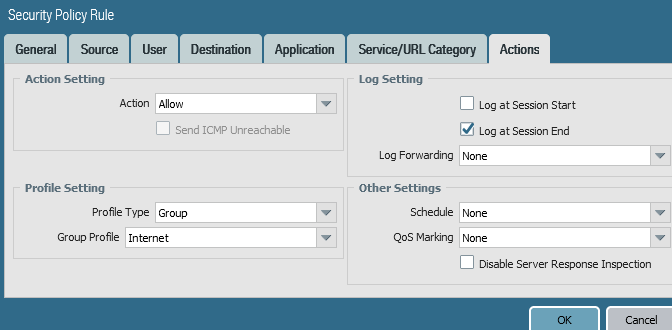 Security Policy Rule
General Source User Destination Application Service/URL Category Actions
Action Setting
Action Allow
Send ICMP Unreachable
Log Setting
Log at Session Start
Log at Session End
Log Forwarding None
Profile Setting
Profile Type Group
Group Profile Internet
Other Settings
Schedule None
QoS Marking None
Disable Server Response Inspection
OK Cancel